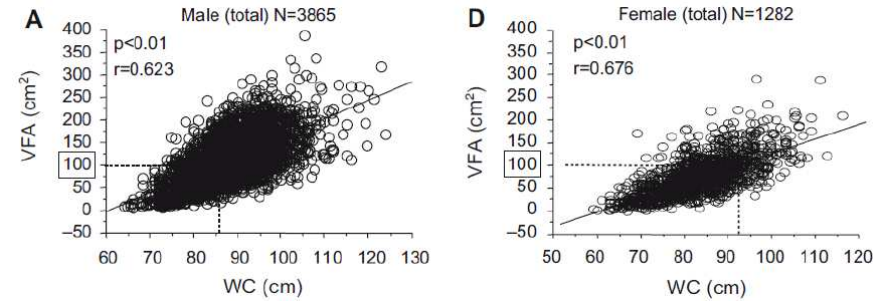 A
Male (total) N=3865
400
350
300
250
200
150
100
50
0
−50
VFA (cm²)
p<0.01
r=0.623
60 70 80 90 100 110 120 130
WC (cm)
D
Female (total) N=1282
400
350
300
250
200
150
100
50
0
−50
VFA (cm²)
p<0.01
r=0.676
50 60 70 80 90 100 110 120
WC (cm)